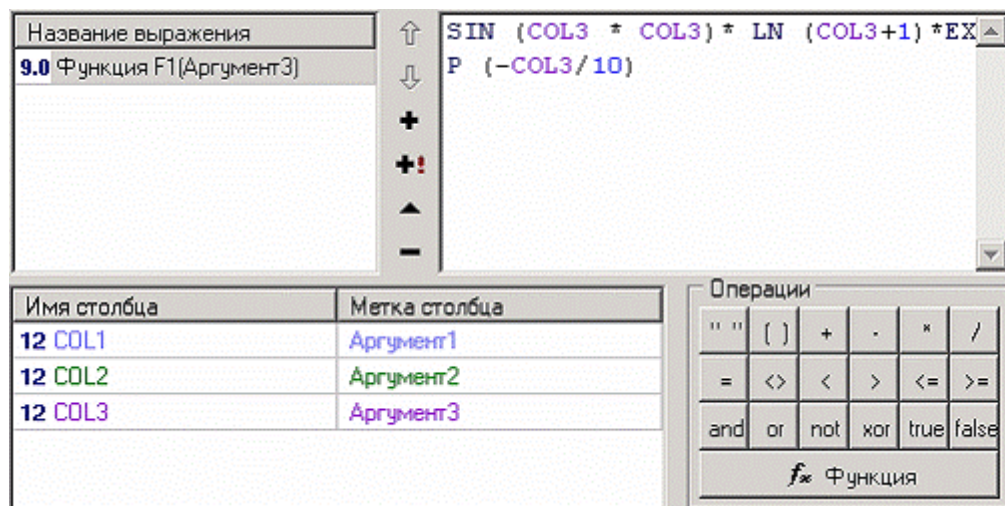 Название выражения
9.0 Функция F1(Аргумент3)
SIN (COL3 * COL3)* LN (COL3+1)*EX
P (-COL3/10)
Имя столбца Метка столбца
12 COL1 Аргумент1
12 COL2 Аргумент2
12 COL3 Аргумент3
Операции
" " ( ) + - * /
= <> < > <= >=
and or not xor true false
fx Функция